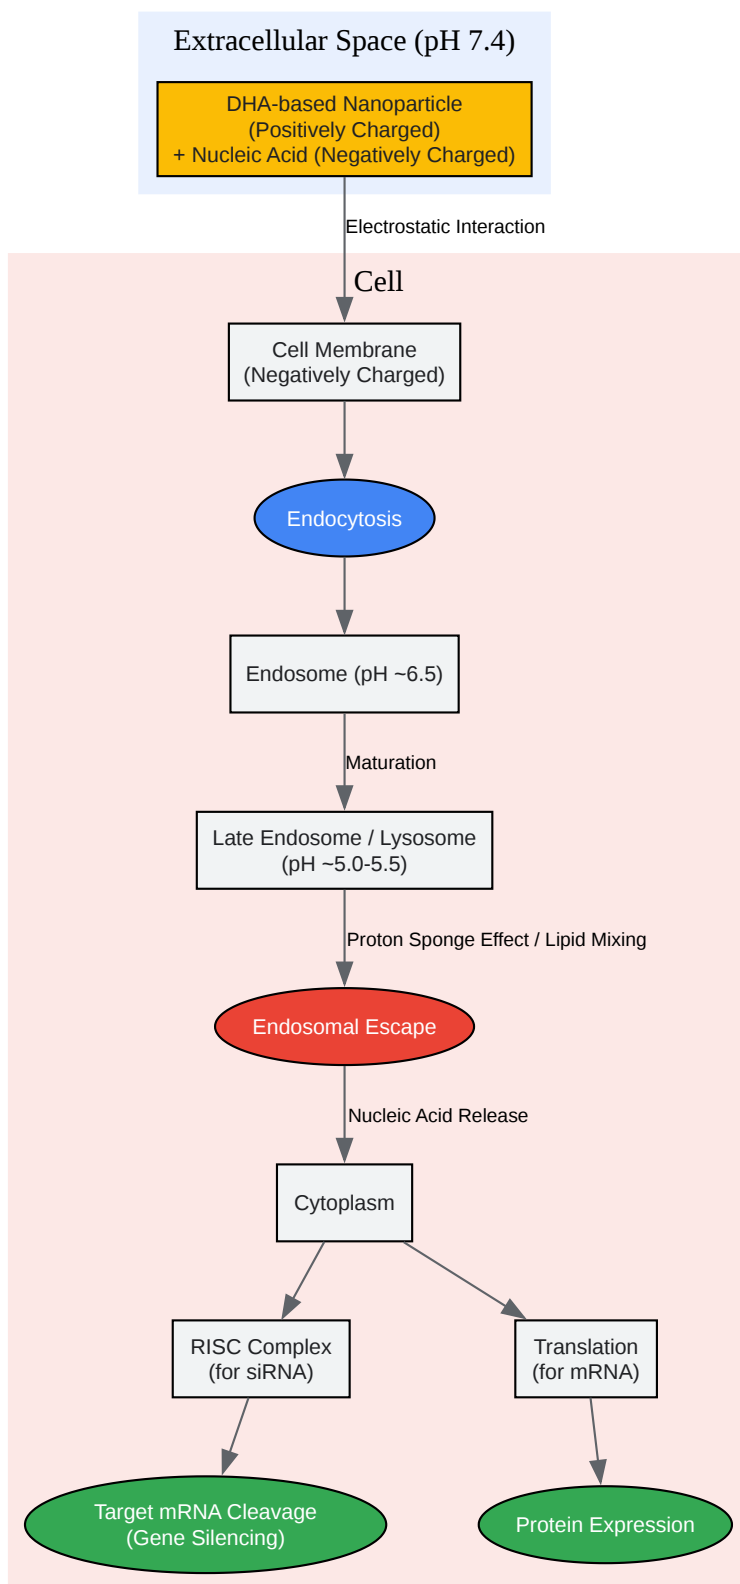 Extracellular Space (pH 7.4)
DHA-based Nanoparticle
(Positively Charged)
+ Nucleic Acid (Negatively Charged)
Electrostatic Interaction
Cell
Cell Membrane
(Negatively Charged)
Endocytosis
Endosome (pH ~6.5)
Maturation
Late Endosome / Lysosome
(pH ~5.0-5.5)
Proton Sponge Effect / Lipid Mixing
Endosomal Escape
Nucleic Acid Release
Cytoplasm
RISC Complex
(for siRNA)
Translation
(for mRNA)
Target mRNA Cleavage
(Gene Silencing)
Protein Expression